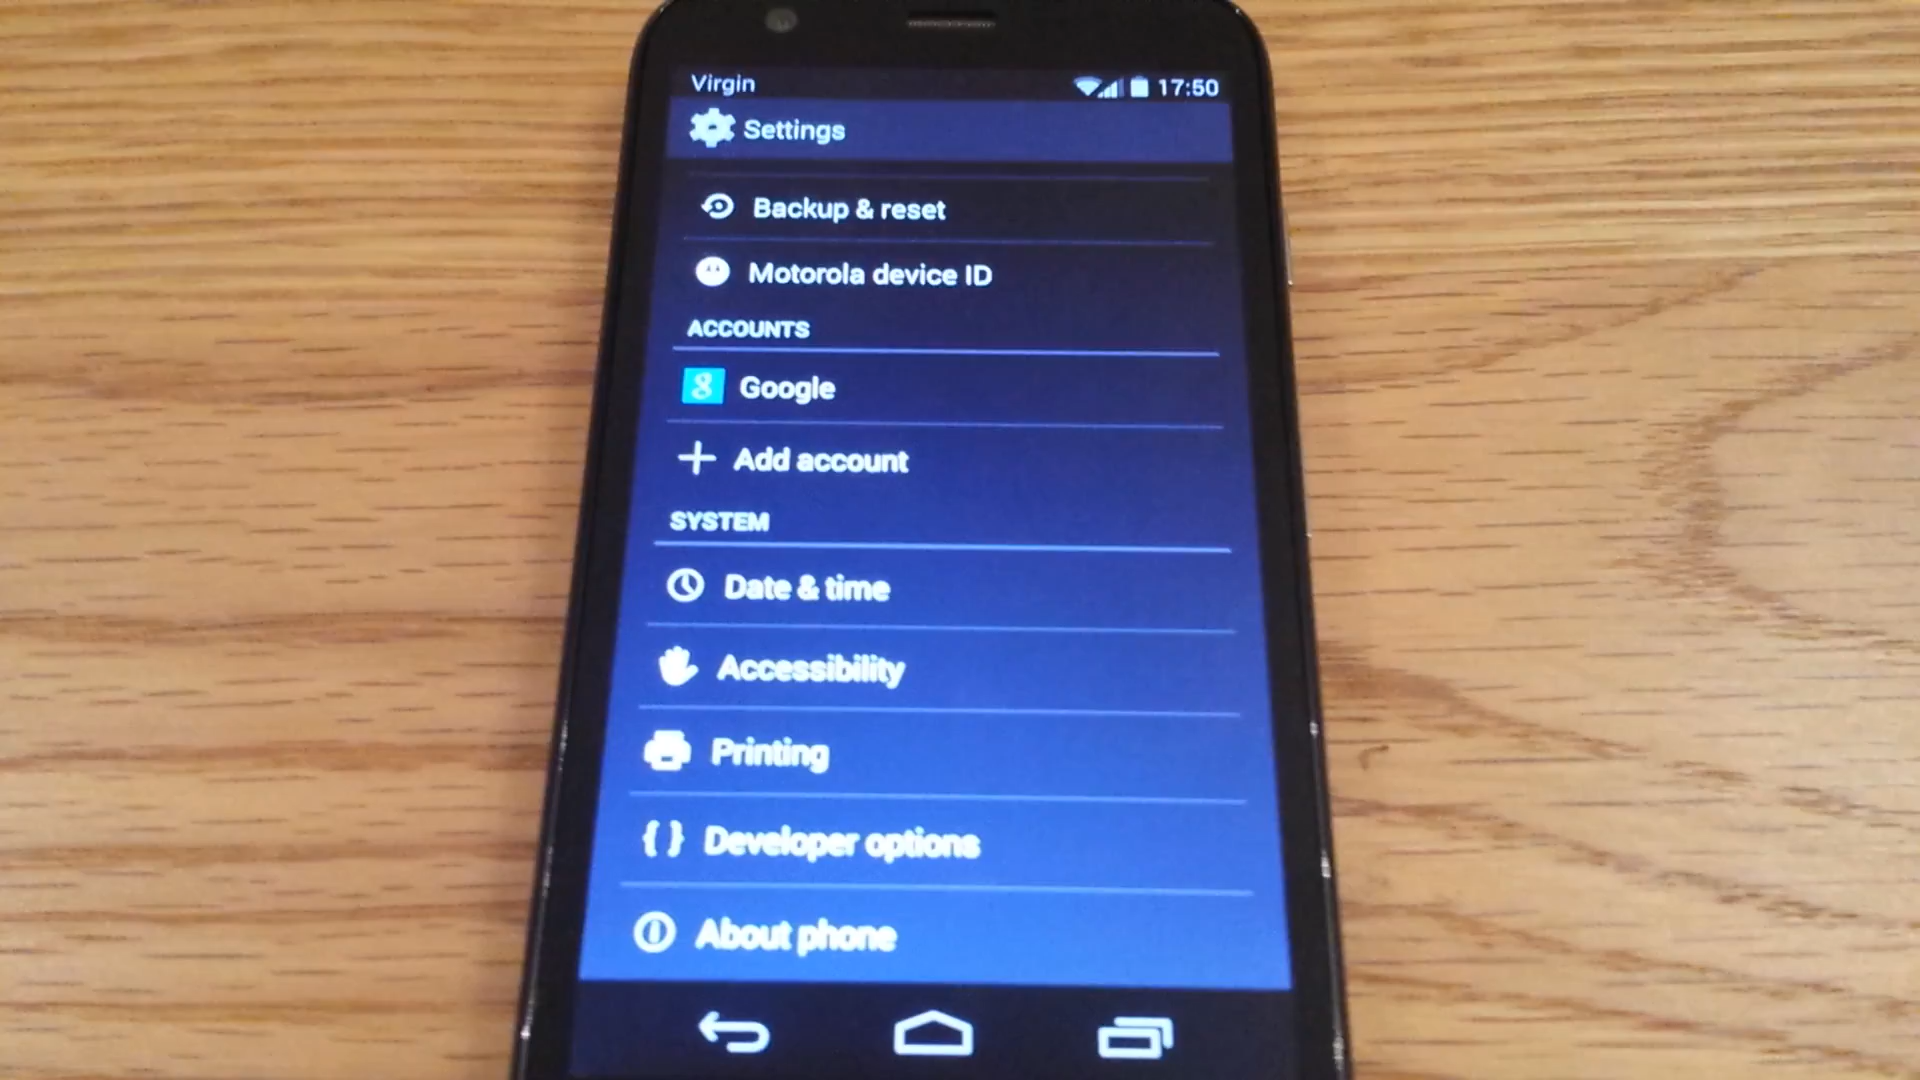 Virgin 17:50
Settings
Backup & reset
Motorola device ID
ACCOUNTS
8 Google
Add account
SYSTEM
Date & time
Accessibility
Printing
{ } Developer options
About phone